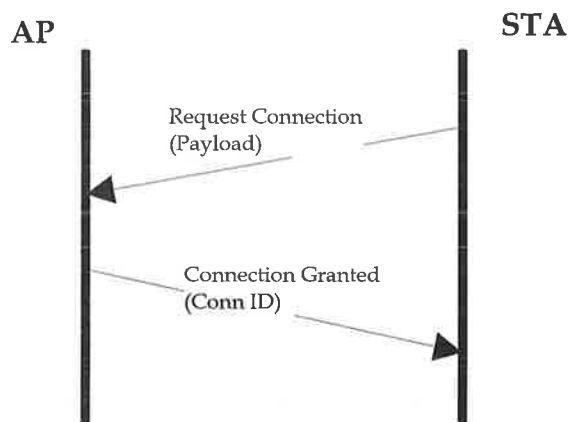 AP
STA
Request Connection
(Payload)
Connection Granted
(Conn ID)